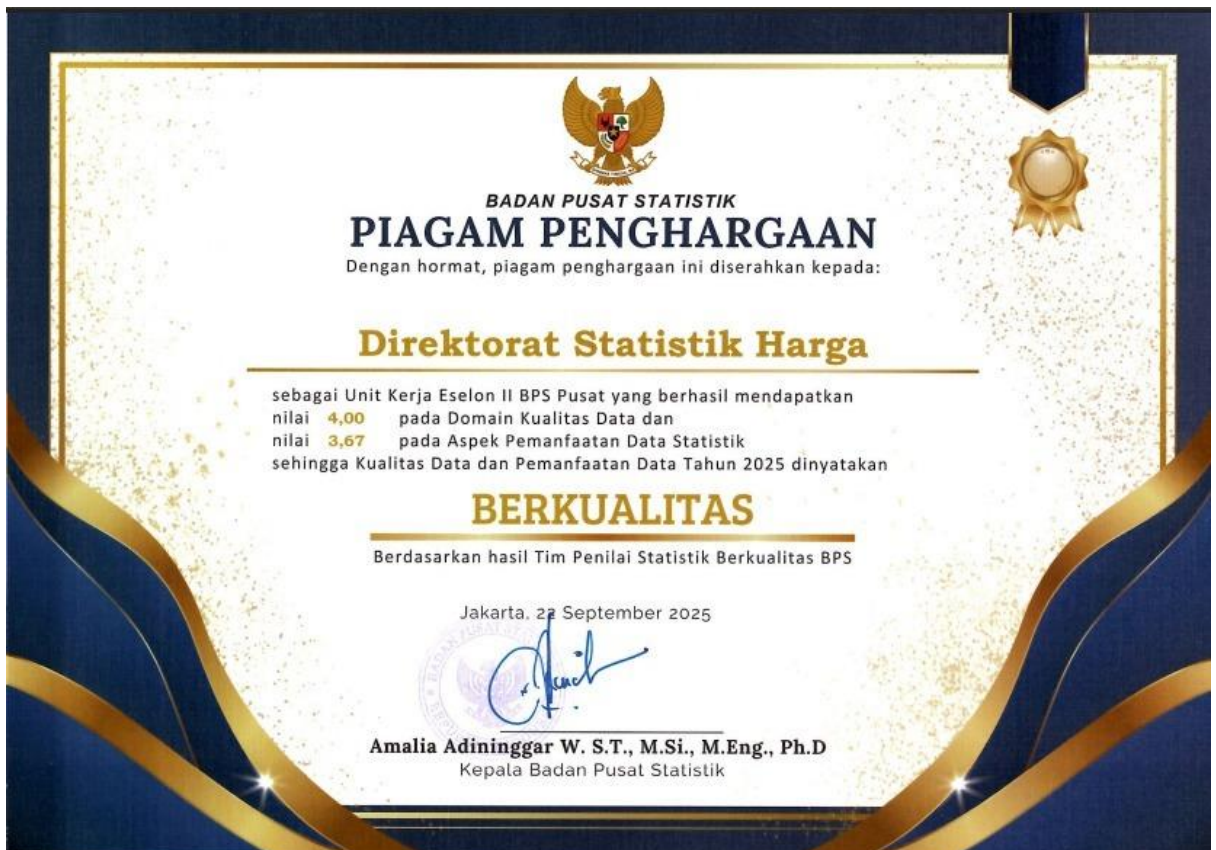 BADAN PUSAT STATISTIK
PIAGAM PENGHARGAAN
Dengan hormat, piagam penghargaan ini diserahkan kepada:
Direktorat Statistik Harga
sebagai Unit Kerja Eselon II BPS Pusat yang berhasil mendapatkan
nilai 4,00 pada Domain Kualitas Data dan
nilai 3,67 pada Aspek Pemanfaatan Data Statistik
sehingga Kualitas Data dan Pemanfaatan Data Tahun 2025 dinyatakan
BERKUALITAS
Berdasarkan hasil Tim Penilai Statistik Berkualitas BPS
Jakarta, 22 September 2025
BADAN PUSAT
Amalia Adininggar W. S.T., M.Si., M.Eng., Ph.D
Kepala Badan Pusat Statistik